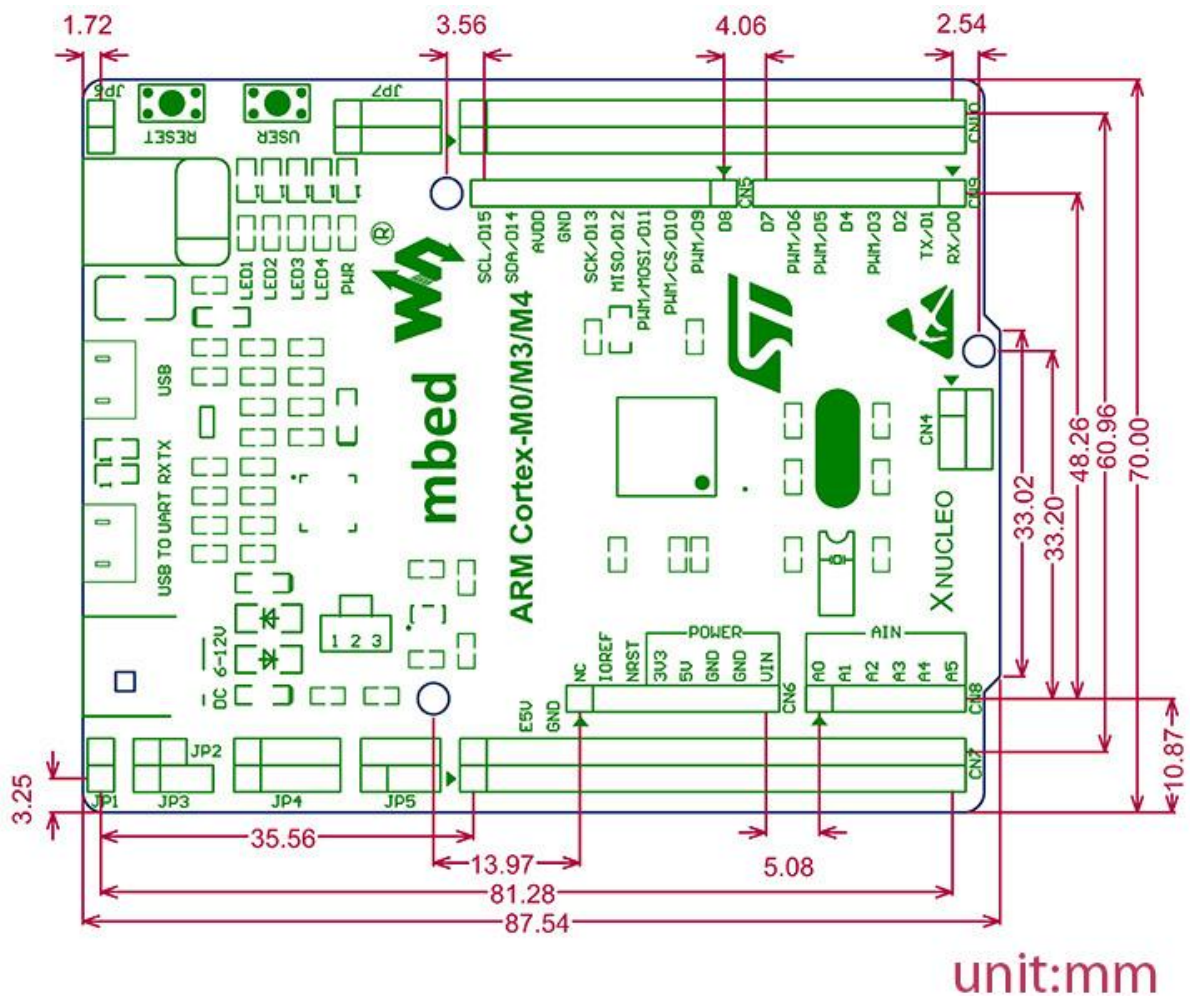 1.72
3.56
4.06
2.54
JP6
JP7
RESET
USER
CN10
CN5
CN9
LED1
LED2
LED3
LED4
PWR
®
SCL/D15
SDA/D14
AVDD
GND
SCK/D13
MISO/D12
PWM/MOSI/D11
PWM/CS/D10
PWM/D9
D8
D7
PWM/D6
PWM/D5
D4
PWM/D3
D2
TX/D1
RX/D0
USB
RX TX
1
1
USB TO UART
mbed
ARM Cortex-M0/M3/M4
ST
CN4
XNUCLEO
33.02
33.20
48.26
60.96
70.00
10.87
DC 6-12V
1 2 3
E5V
GND
NC
IOREF
NRST
POWER
3V3
5V
GND
GND
VIN
CN6
AIN
A0
A1
A2
A3
A4
A5
CN8
CN7
JP1
JP2
JP3
JP4
JP5
3.25
35.56
13.97
5.08
81.28
87.54
unit:mm